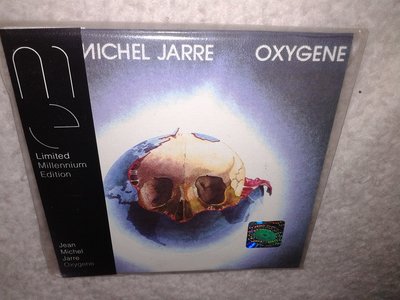 MICHEL JARRE OXYGENE
Limited
Millennium
Edition
Jean
Michel
Jarre
Oxygene